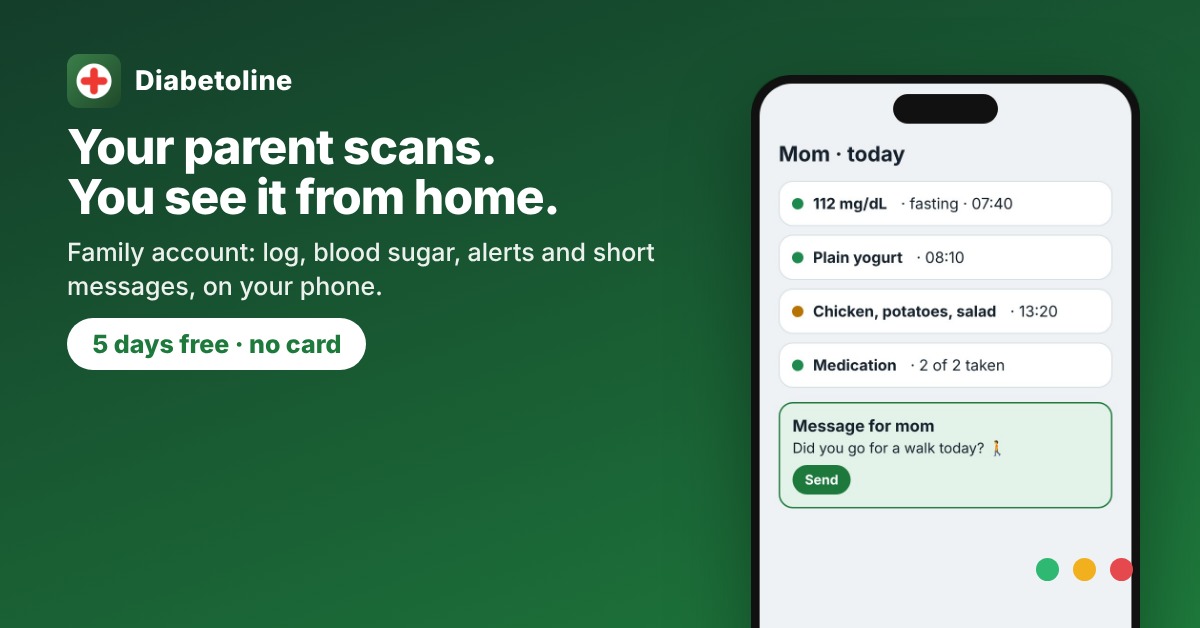 Diabetoline
Your parent scans.
You see it from home.
Family account: log, blood sugar, alerts and short
messages, on your phone.
5 days free · no card
Mom · today
112 mg/dL · fasting · 07:40
Plain yogurt · 08:10
Chicken, potatoes, salad · 13:20
Medication · 2 of 2 taken
Message for mom
Did you go for a walk today? 🚶
Send